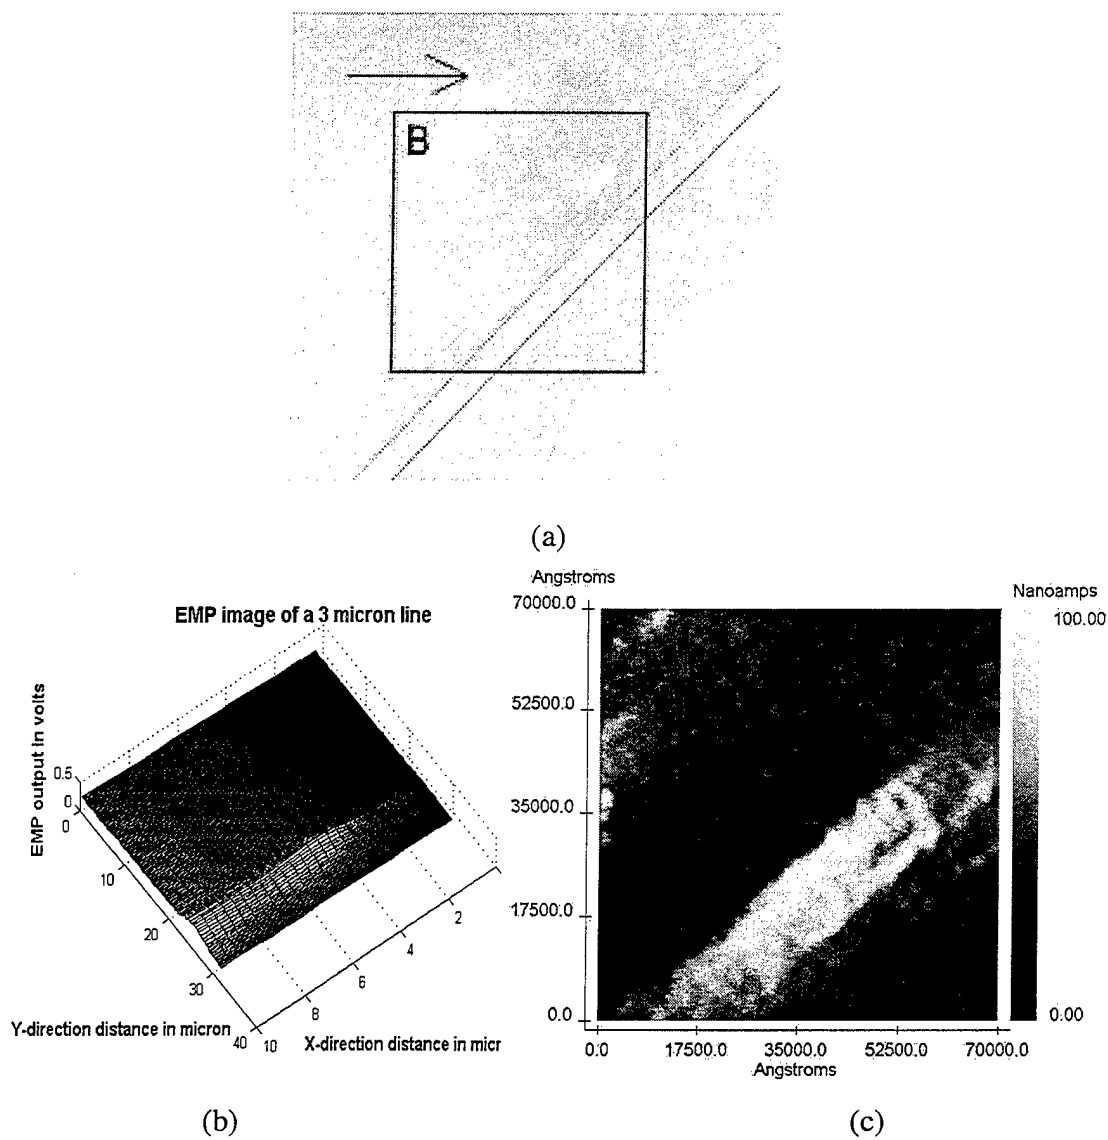 B
(a)
EMP image of a 3 micron line
EMP output in volts
0.5
0
0
10
20
30
40
10
8
6
4
2
Y-direction distance in micron
X-direction distance in micr
(b)
Angstroms
70000.0
52500.0
35000.0
17500.0
0.0
0.0
17500.0
35000.0
52500.0
70000.0
Angstroms
Nanoamps
100.00
0.00
(c)